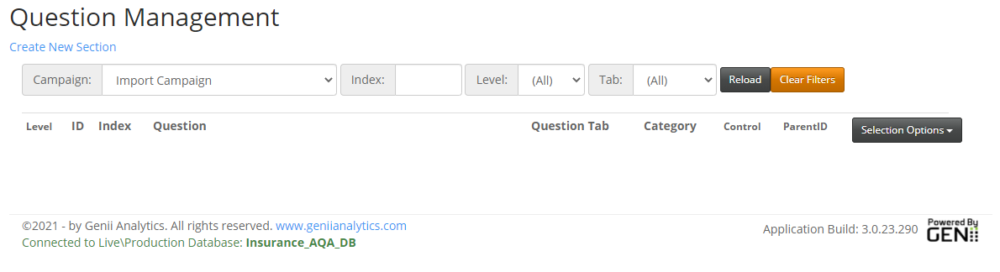 Question Management
Create New Section
Campaign: Import Campaign Index: Level: (All) Tab: (All) Reload Clear Filters
Level ID Index Question Question Tab Category Control ParentID Selection Options
©2021 - by Genii Analytics. All rights reserved. www.geniianalytics.com
Connected to Live\Production Database: Insurance_AQA_DB
Application Build: 3.0.23.290
Powered By
GENii